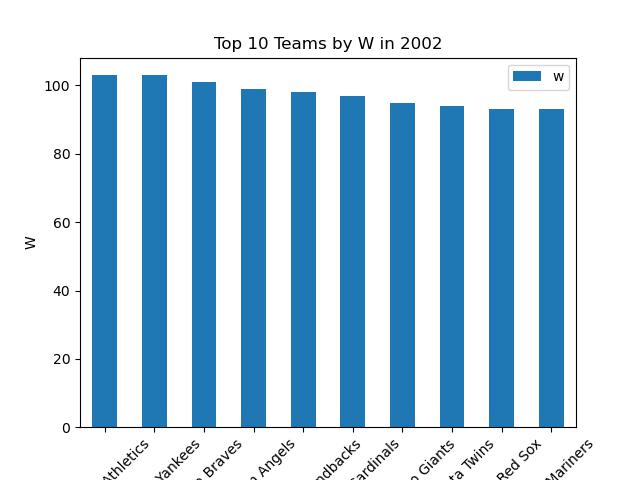 Top 10 Teams by W in 2002
w
W
100
80
60
40
20
0
Athletics
Yankees
Braves
Angels
ndbacks
Cardinals
Giants
ta Twins
Red Sox
Mariners